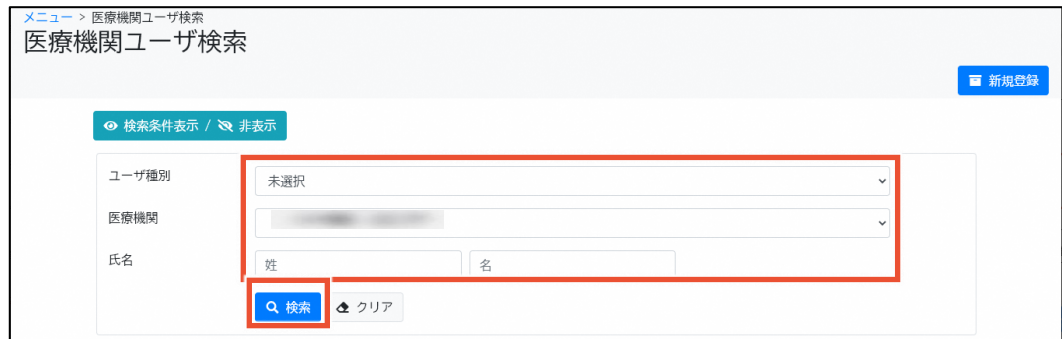 メニュー > 医療機関ユーザ検索
医療機関ユーザ検索
新規登録
検索条件表示 / 非表示
ユーザ種別
未選択
医療機関
氏名
姓
名
検索
クリア